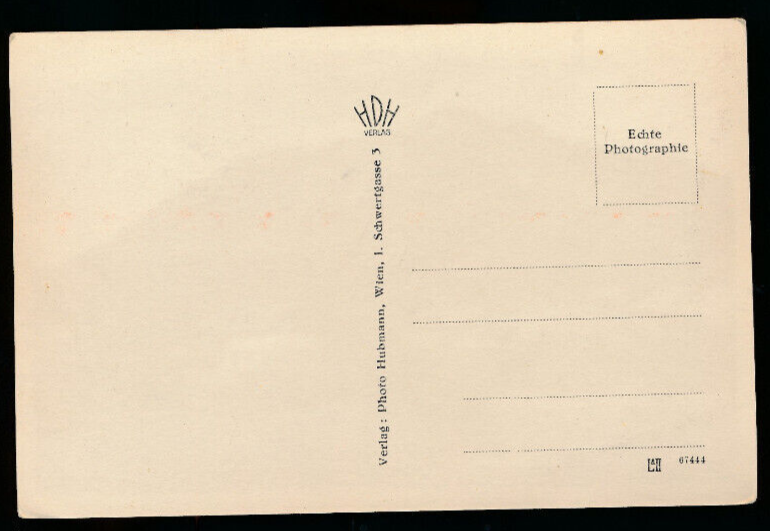 HDH
VERLAG
Verlag: Photo Hubmann, Wien, I. Schwertgasse 3
Echte
Photographie
67444